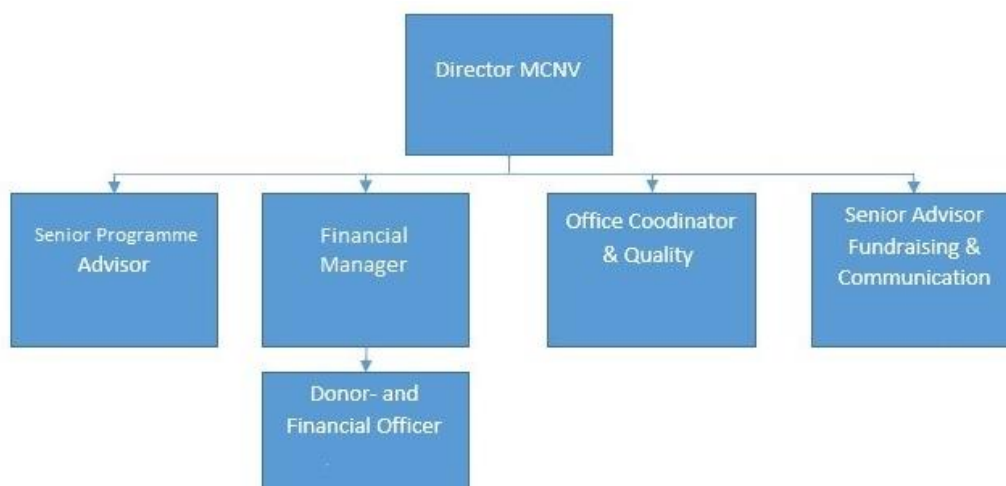 Director MCNV
Senior Programme
Advisor
Financial
Manager
Office Coodinator
& Quality
Senior Advisor
Fundraising &
Communication
Donor- and
Financial Officer